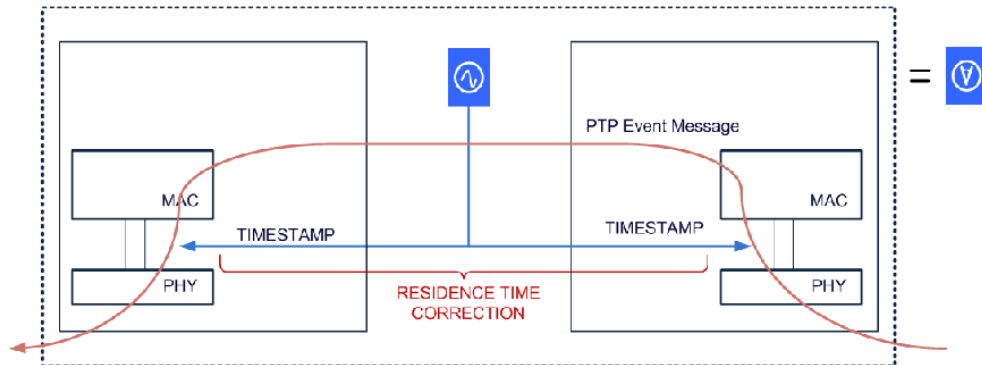 =
PTP Event Message
MAC
MAC
TIMESTAMP
TIMESTAMP
PHY
PHY
RESIDENCE TIME
CORRECTION